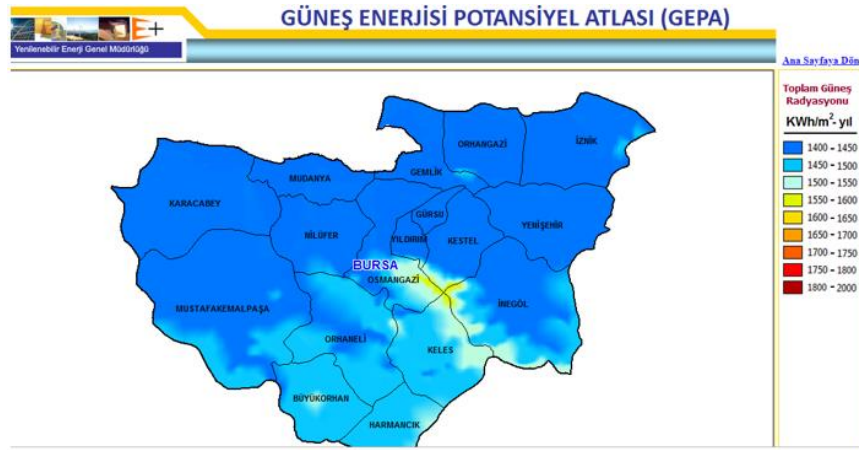 GÜNEŞ ENERJİSİ POTANSİYEL ATLASI (GEPA)
Yenilenebilir Enerji Genel Müdürlüğü
Ana Sayfaya Dön
Toplam Güneş
Radyasyonu
KWh/m²- yıl
1400 - 1450
1450 - 1500
1500 - 1550
1550 - 1600
1600 - 1650
1650 - 1700
1700 - 1750
1750 - 1800
1800 - 2000
ORHANGAZİ
İZNİK
GEMLİK
MUDANYA
KARACABEY
GÜRSU
YENİŞEHİR
NİLÜFER
YILDIRIM
KESTEL
BURSA
OSMANGAZİ
MUSTAFAKEMALPAŞA
İNEGÖL
ORHANELİ
KELES
BÜYÜKORHAN
HARMANCIK